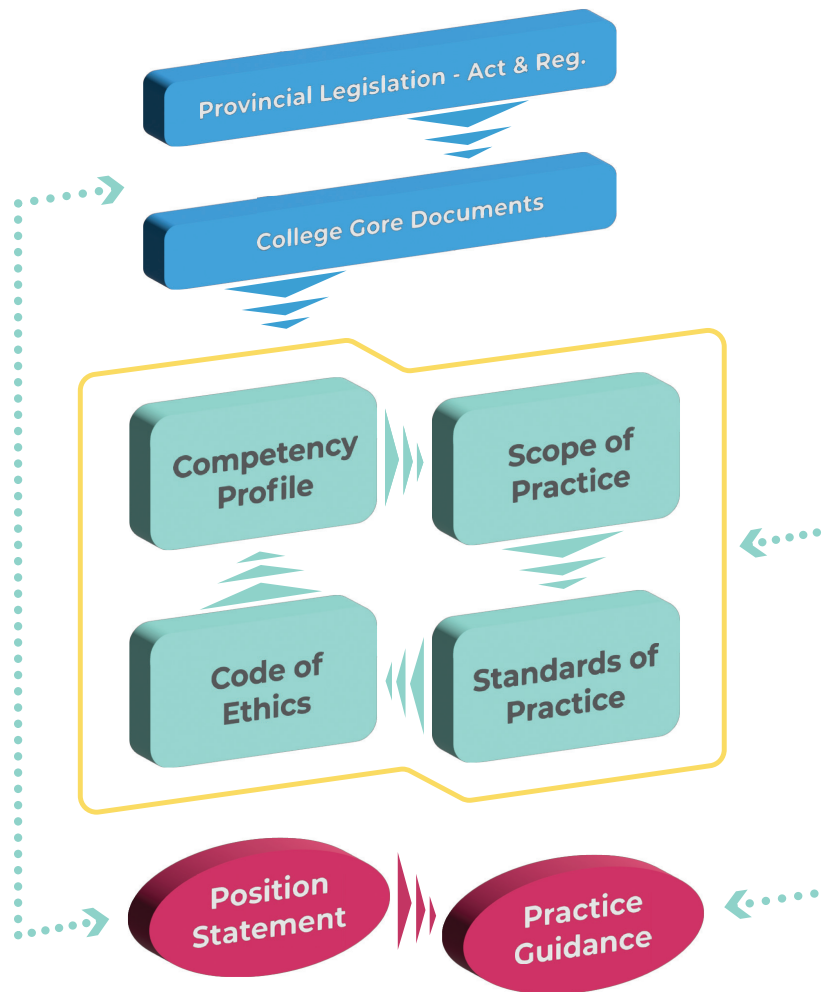 Provincial Legislation - Act & Reg.
College Gore Documents
Competency
Profile
Scope of
Practice
Code of
Ethics
Standards of
Practice
Position
Statement
Practice
Guidance